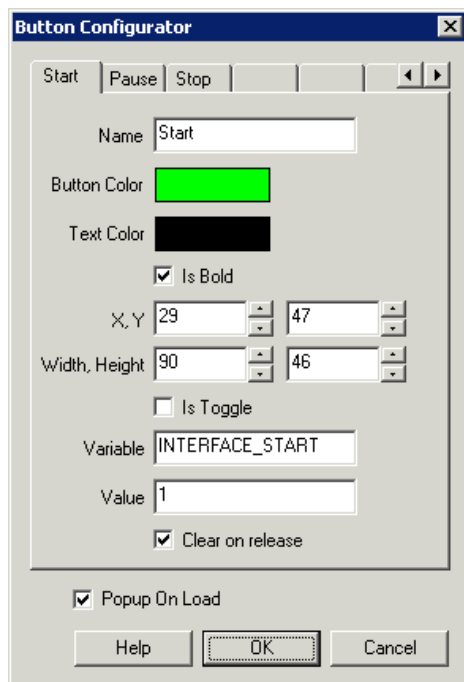 Button Configurator
Start Pause Stop
Name Start
Button Color
Text Color
Is Bold
X, Y 29 47
Width, Height 90 46
Is Toggle
Variable INTERFACE_START
Value 1
Clear on release
Popup On Load
Help OK Cancel